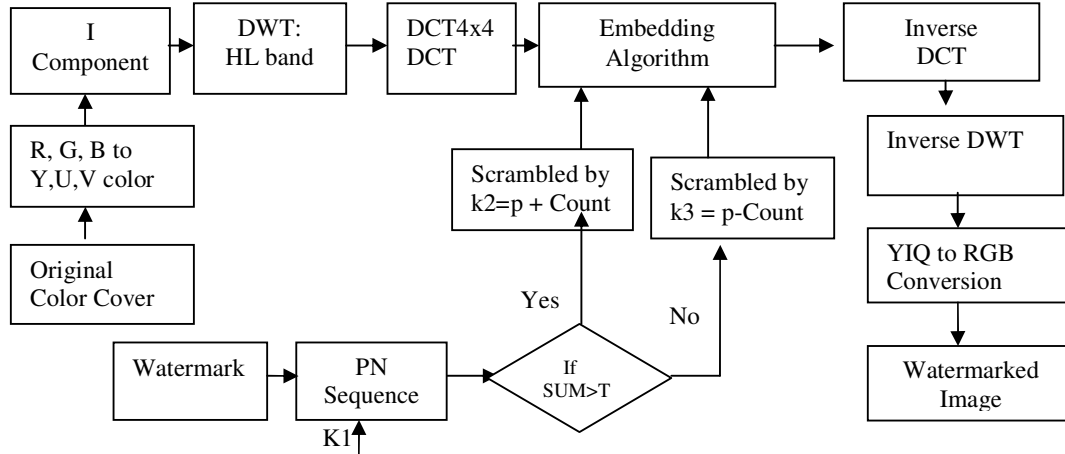 I
Component
DWT:
HL band
DCT4x4
DCT
Embedding
Algorithm
Inverse
DCT
R, G, B to
Y,U,V color
Scrambled by
k2=p + Count
Scrambled by
k3 = p-Count
Inverse DWT
Original
Color Cover
YIQ to RGB
Conversion
Yes
No
Watermark
PN
Sequence
If
SUM>T
Watermarked
Image
K1